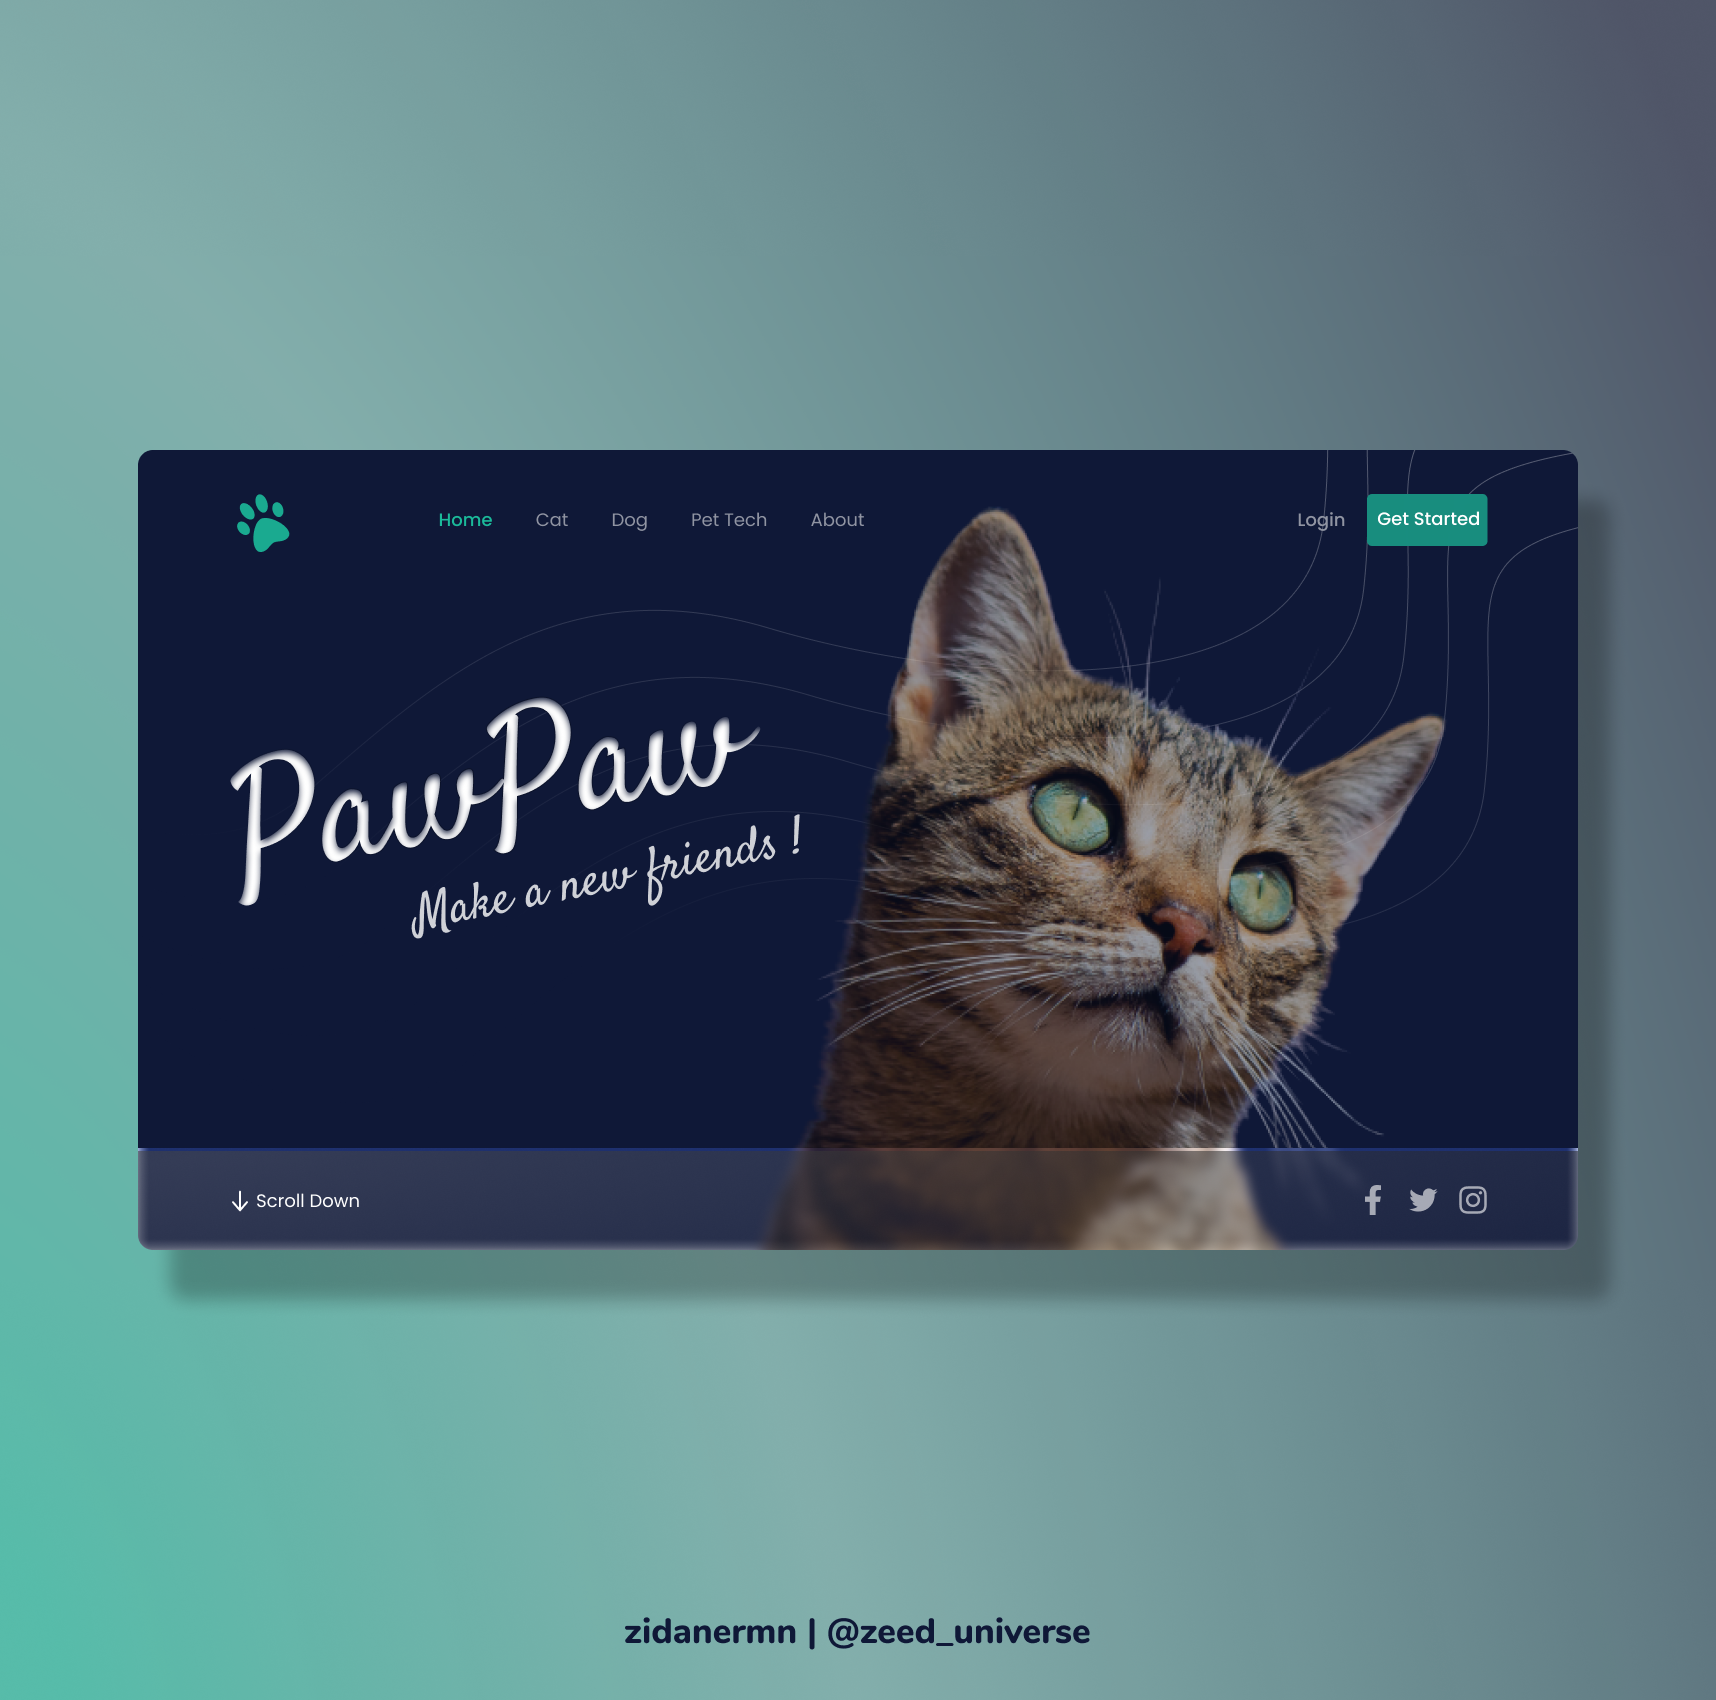 Home Cat Dog Pet Tech About Login Get Started
PawPaw
Make a new friends !
Scroll Down
zidanermn | @zeed_universe